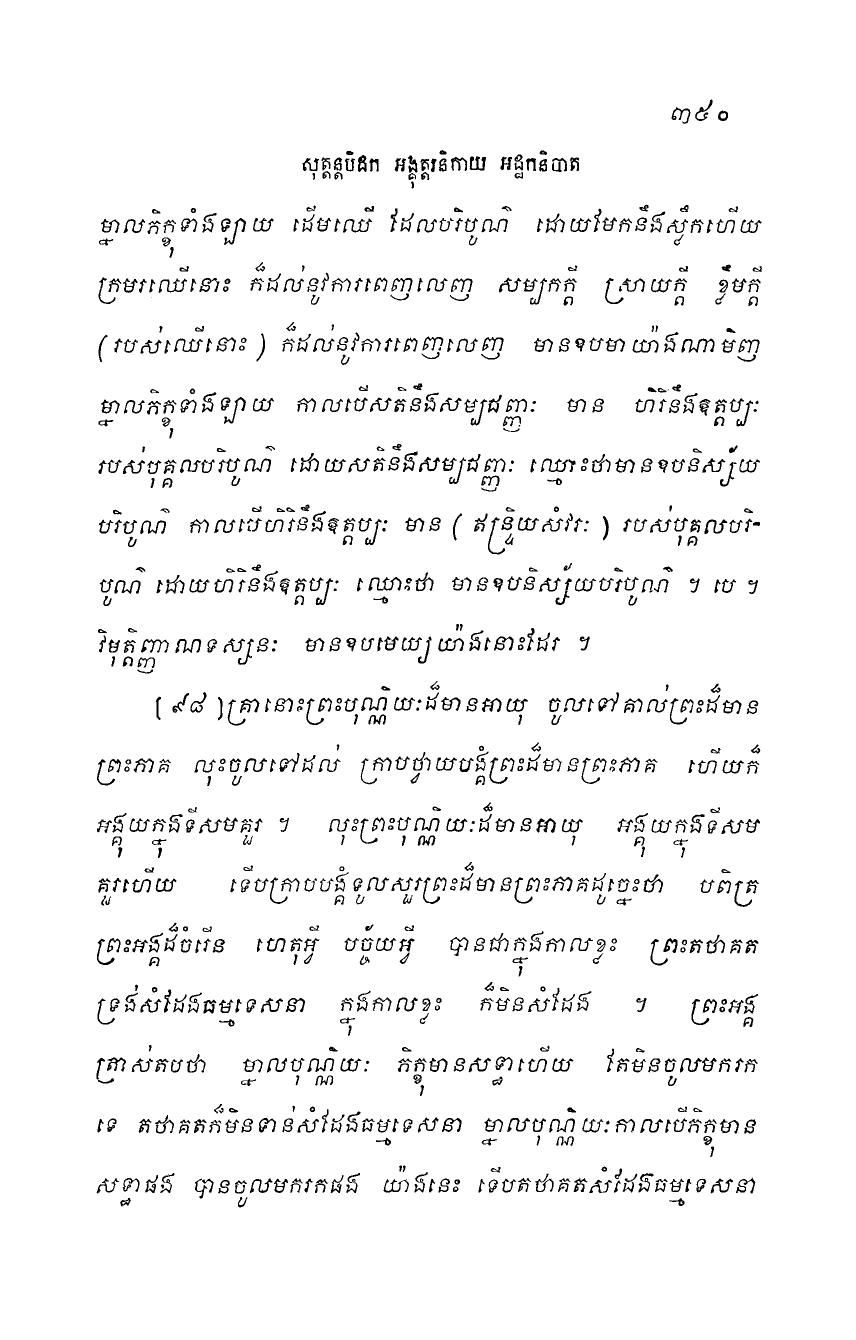 ៣៥០
សុត្តន្តបិដក អង្គុត្តរនិកាយ អដ្ឋកនិបាត
ម្នាលភិក្ខុទាំងឡាយ ដើមឈើ ដែលបរិបូណ៌ ដោយមែកនឹងស្លឹកហើយ
ក្រមរឈើនោះ ក៏ដល់នូវការពេញលេញ សម្បកក្តី ស្រាយក្តី ខ្លឹមក្តី
(របស់ឈើនោះ) ក៏ដល់នូវការពេញលេញ មានឧបមាយ៉ាងណាមិញ
ម្នាលភិក្ខុទាំងឡាយ កាលបើសតិនឹងសម្បជញ្ញៈ មាន ហិរិនឹងឧត្តប្បៈ
របស់បុគ្គលបរិបូណ៌ ដោយសតិនឹងសម្បជញ្ញៈ ឈ្មោះថាមានឧបនិស្ស័យ
បរិបូណ៌ កាលបើហិរិនឹងឧត្តប្បៈ មាន (ឥន្ទ្រិយសំវរៈ) របស់បុគ្គលបរិ-
បូណ៌ ដោយហិរិនឹងឧត្តប្បៈ ឈ្មោះថា មានឧបនិស្ស័យបរិបូណ៌ ។ បេ ។
វិមុត្តិញ្ញាណទស្សនៈ មានឧបមេយ្យយ៉ាងនោះដែរ ។
[៩៨] គ្រានោះព្រះបុណ្ណិយៈដ៏មានអាយុ ចូលទៅគាល់ព្រះដ៏មាន
ព្រះភាគ លុះចូលទៅដល់ ក្រាបថ្វាយបង្គំព្រះដ៏មានព្រះភាគ ហើយក៏
អង្គុយក្នុងទីសមគួរ ។ លុះព្រះបុណ្ណិយៈដ៏មានអាយុ អង្គុយក្នុងទីសម
គួរហើយ ទើបក្រាបបង្គំទូលសួរព្រះដ៏មានព្រះភាគដូច្នេះថា បពិត្រ
ព្រះអង្គដ៏ចំរើន ហេតុអ្វី បច្ច័យអ្វី បានជាក្នុងកាលខ្លះ ព្រះតថាគត
ទ្រង់សំដែងធម្មទេសនា ក្នុងកាលខ្លះ ក៏មិនសំដែង ។ ព្រះអង្គ
ត្រាស់តបថា ម្នាលបុណ្ណិយៈ ភិក្ខុមានសទ្ធាហើយ តែមិនចូលមករក
ទេ តថាគតក៏មិនទាន់សំដែងធម្មទេសនា ម្នាលបុណ្ណិយៈកាលបើភិក្ខុមាន
សទ្ធាផង បានចូលមករកផង យ៉ាងនេះ ទើបតថាគតសំដែងធម្មទេសនា